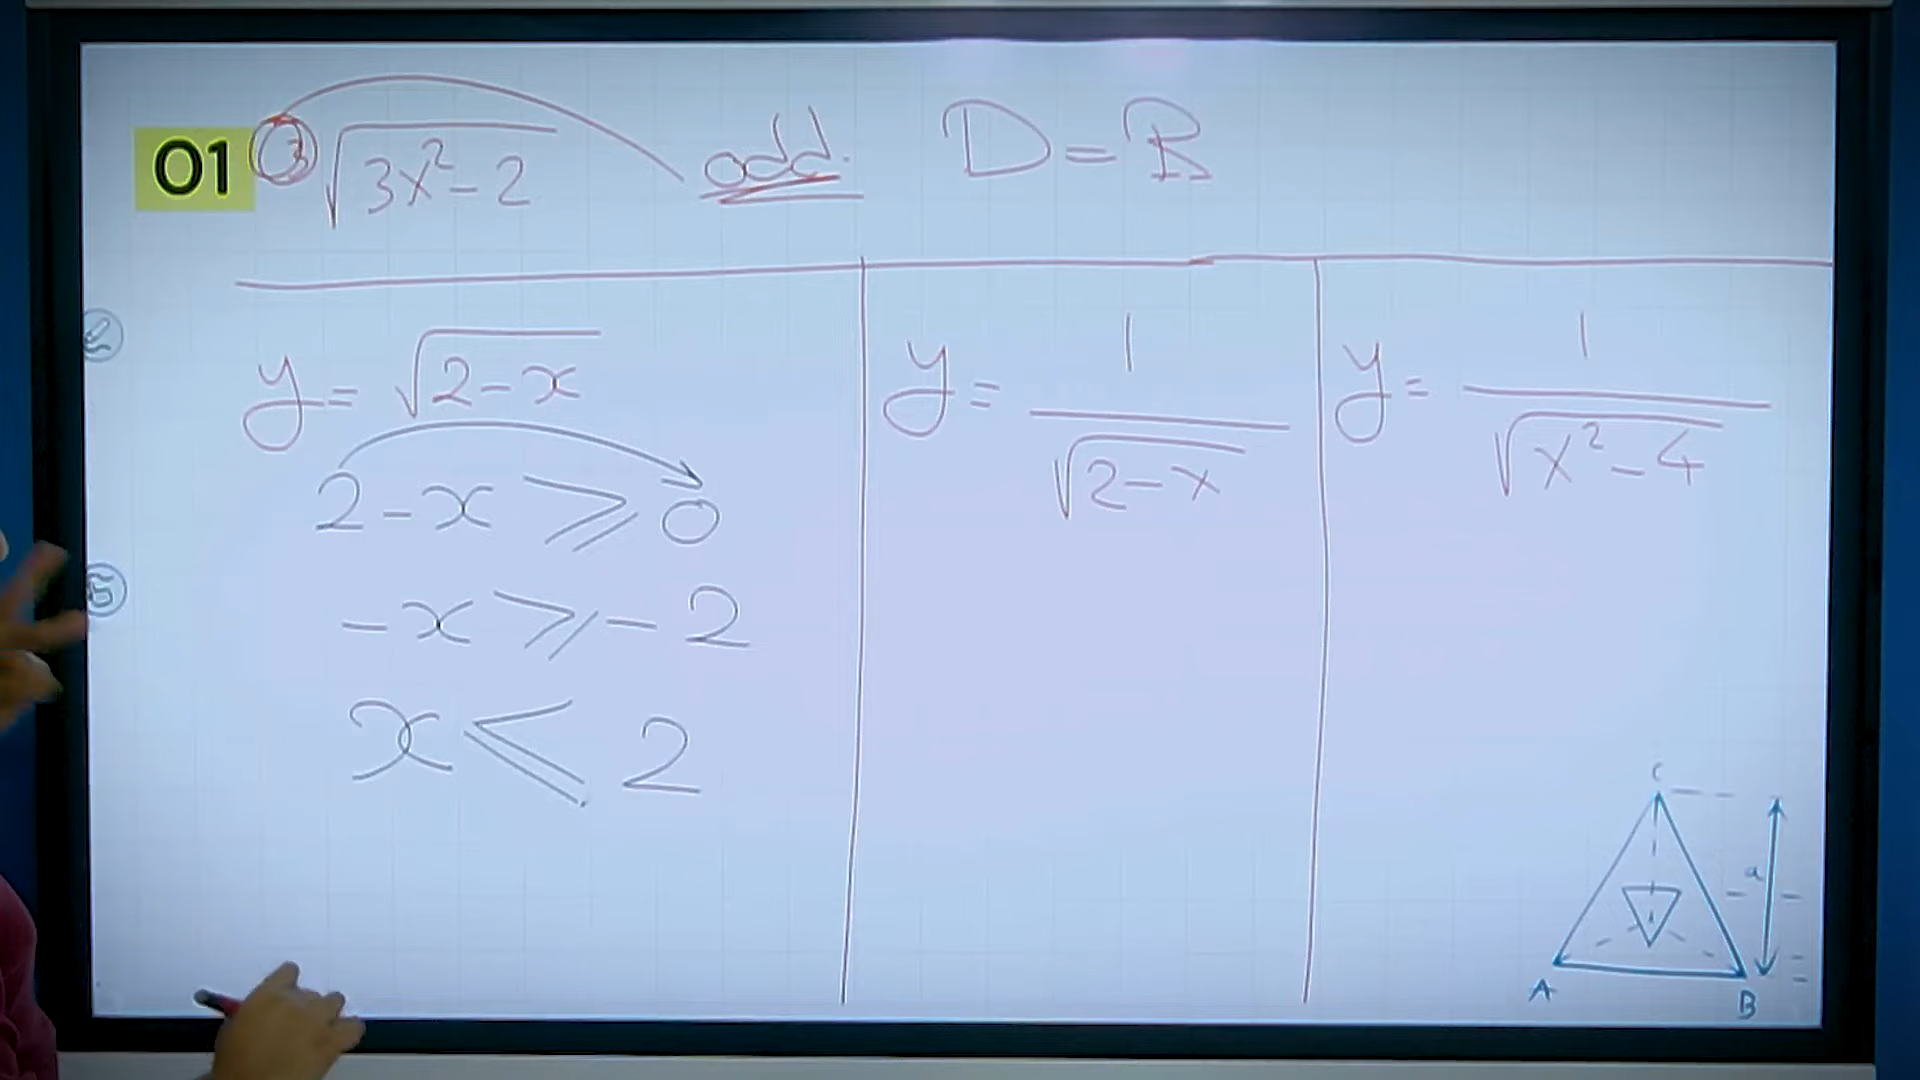 01 ∛(3x²-2) odd. D=ℝ
y = √(2-x)
2-x ⩾ 0
-x ⩾ -2
x ⩽ 2
y = 1/√(2-x)
y = 1/√(x²-4)
C
a
A B